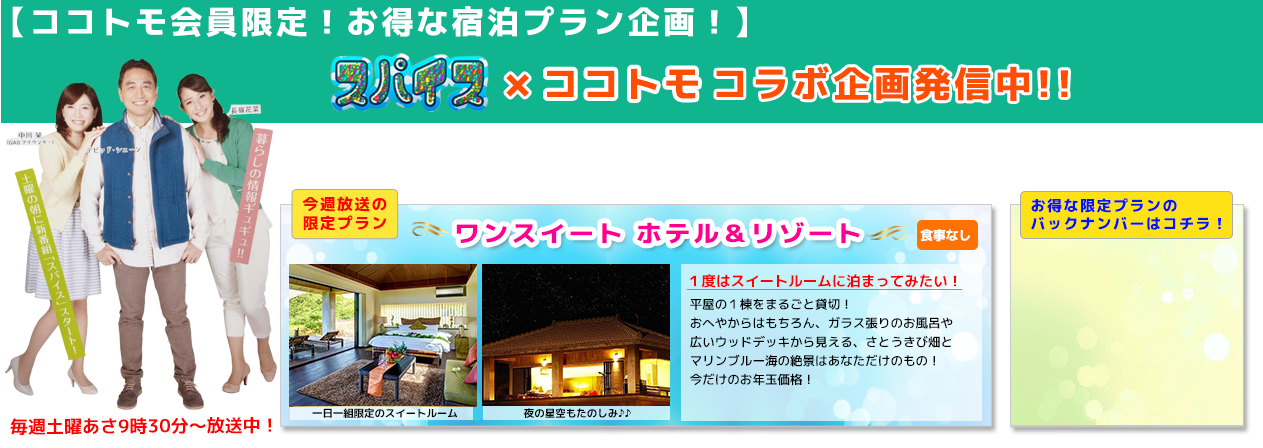 【ココトモ会員限定！お得な宿泊プラン企画！】
スパイス×ココトモ コラボ企画発信中!!
中川 栞
(GABアナウンサー)
デビッド・シェーン
長嶺花菜
土曜の朝に新番組「スパイス」スタート！
暮らしの情報ギュギュ!!
毎週土曜あさ9時30分〜放送中！
今週放送の
限定プラン
ワンスイート ホテル＆リゾート
食事なし
一日一組限定のスイートルーム
夜の星空もたのしみ♪♪
１度はスイートルームに泊まってみたい！
平屋の１棟をまるごと貸切！
おへやからはもちろん、ガラス張りのお風呂や
広いウッドデッキから見える、さとうきび畑と
マリンブルー海の絶景はあなただけのもの！
今だけのお年玉価格！
お得な限定プランの
バックナンバーはコチラ！